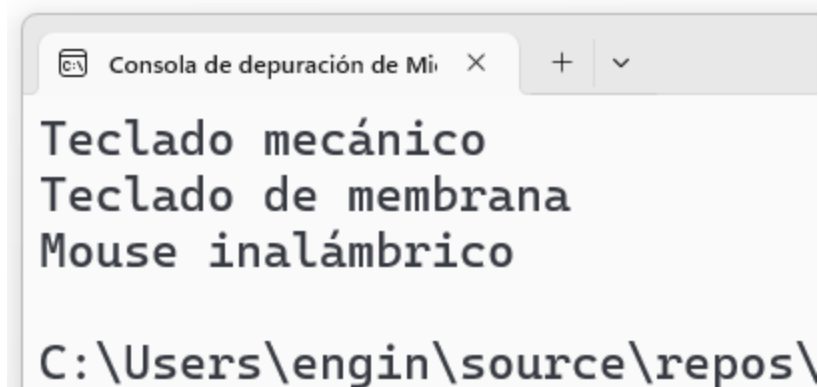 Consola de depuración de Mi
Teclado mecánico
Teclado de membrana
Mouse inalámbrico
C:\Users\engin\source\repos\